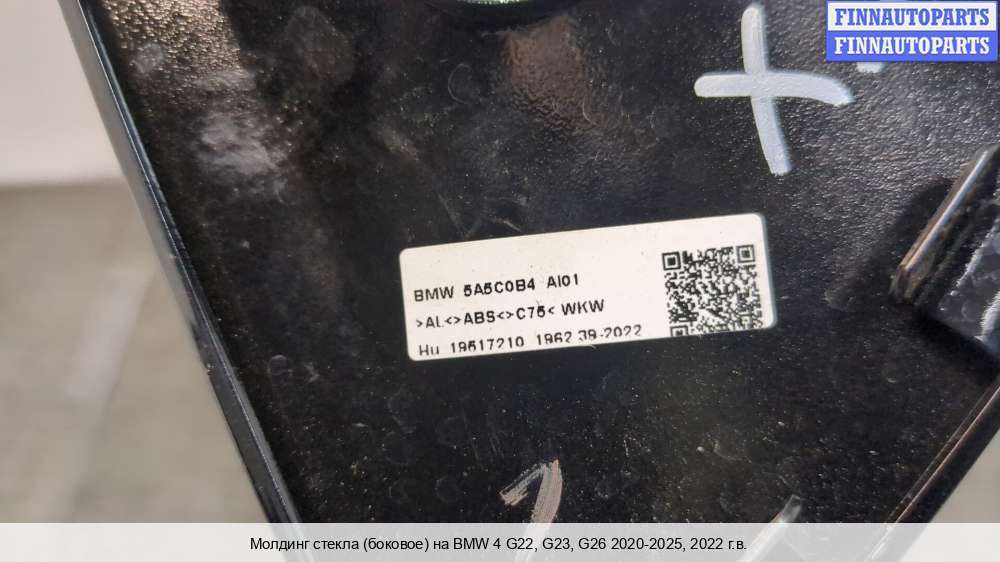 FINNAUTOPARTS
FINNAUTOPARTS
BMW 5A5C0B4 AI01
>AL<>ABS<>C75< WKW
Hu 19517210 1962 39-2022
Молдинг стекла (боковое) на BMW 4 G22, G23, G26 2020-2025, 2022 г.в.